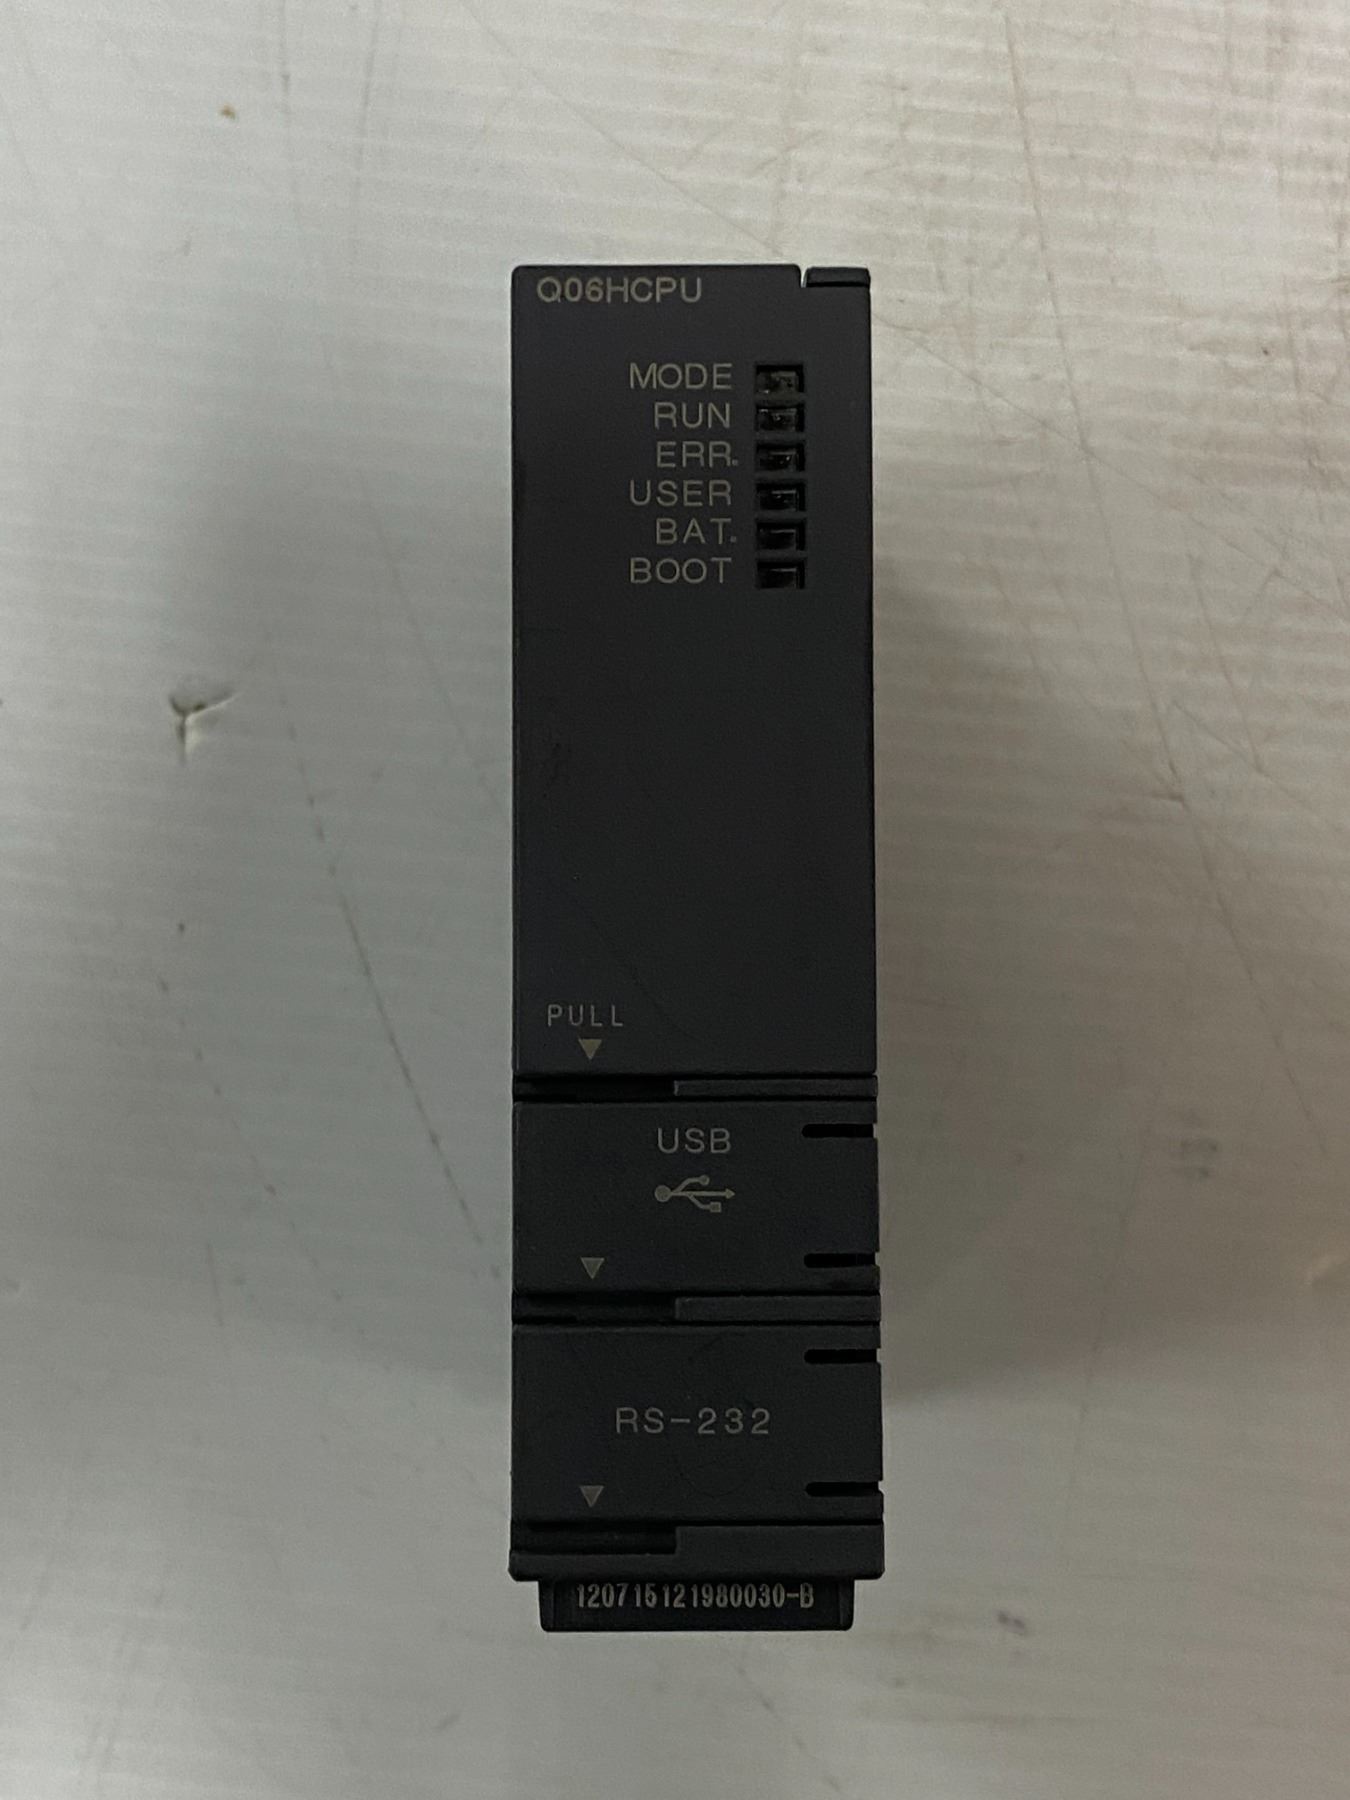 Q06HCPU
MODE
RUN
ERR.
USER
BAT.
BOOT
PULL
USB
RS-232
120715121980030-B